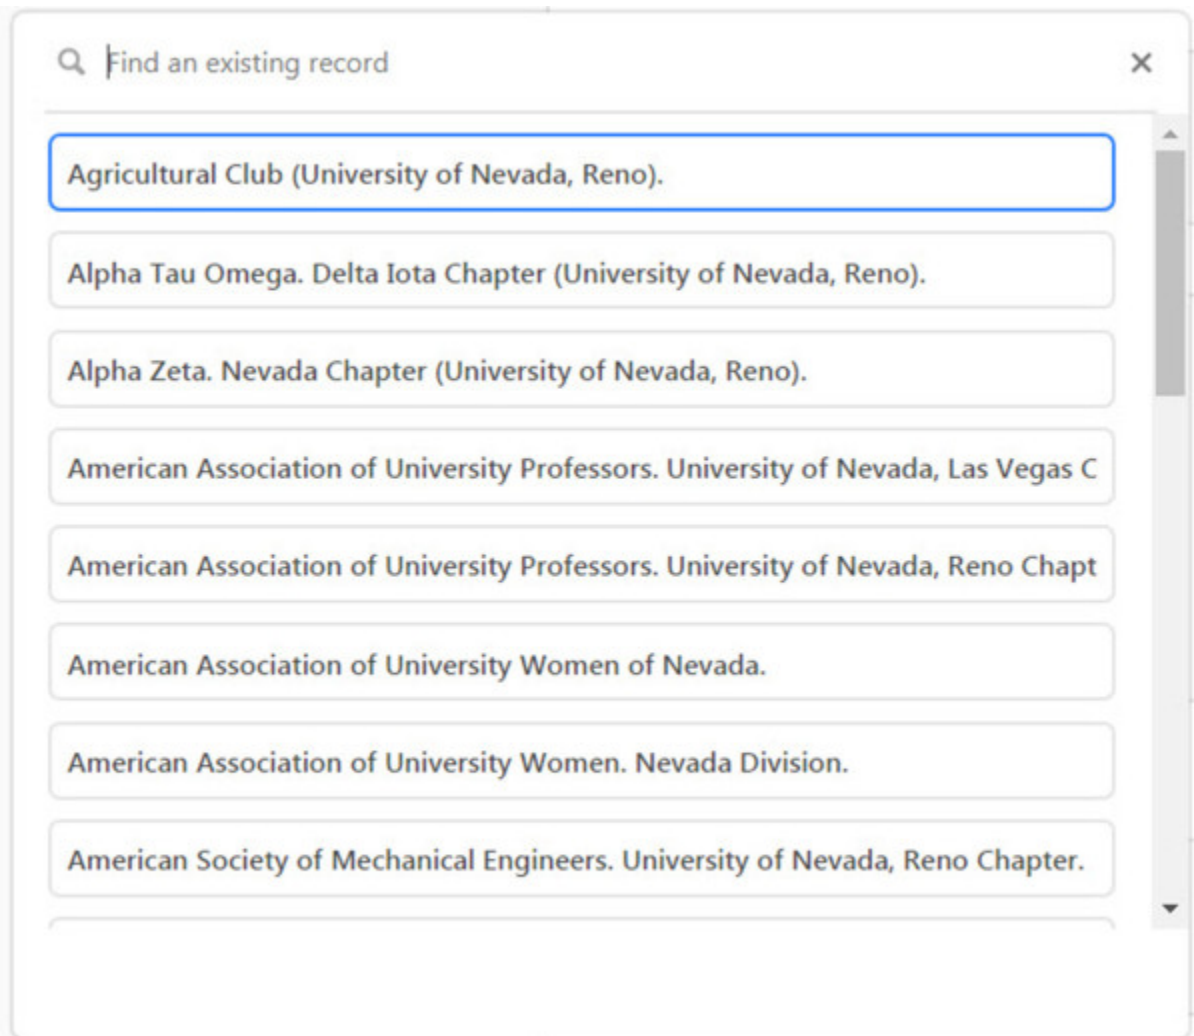 Find an existing record
Agricultural Club (University of Nevada, Reno).
Alpha Tau Omega. Delta Iota Chapter (University of Nevada, Reno).
Alpha Zeta. Nevada Chapter (University of Nevada, Reno).
American Association of University Professors. University of Nevada, Las Vegas C
American Association of University Professors. University of Nevada, Reno Chapt
American Association of University Women of Nevada.
American Association of University Women. Nevada Division.
American Society of Mechanical Engineers. University of Nevada, Reno Chapter.